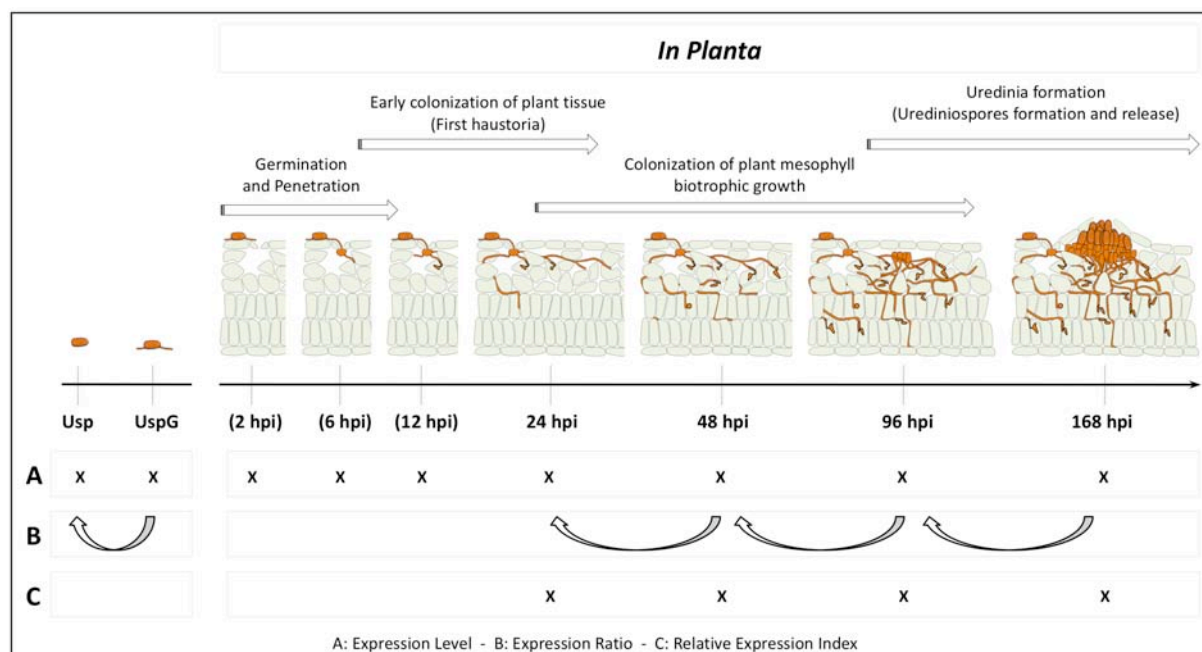 In Planta
Early colonization of plant tissue
(First haustoria)
Uredinia formation
(Urediniospores formation and release)
Germination
and Penetration
Colonization of plant mesophyll
biotrophic growth
Usp UspG (2 hpi) (6 hpi) (12 hpi) 24 hpi 48 hpi 96 hpi 168 hpi
A X X X X X X X X X
B
C X X X X
A: Expression Level - B: Expression Ratio - C: Relative Expression Index